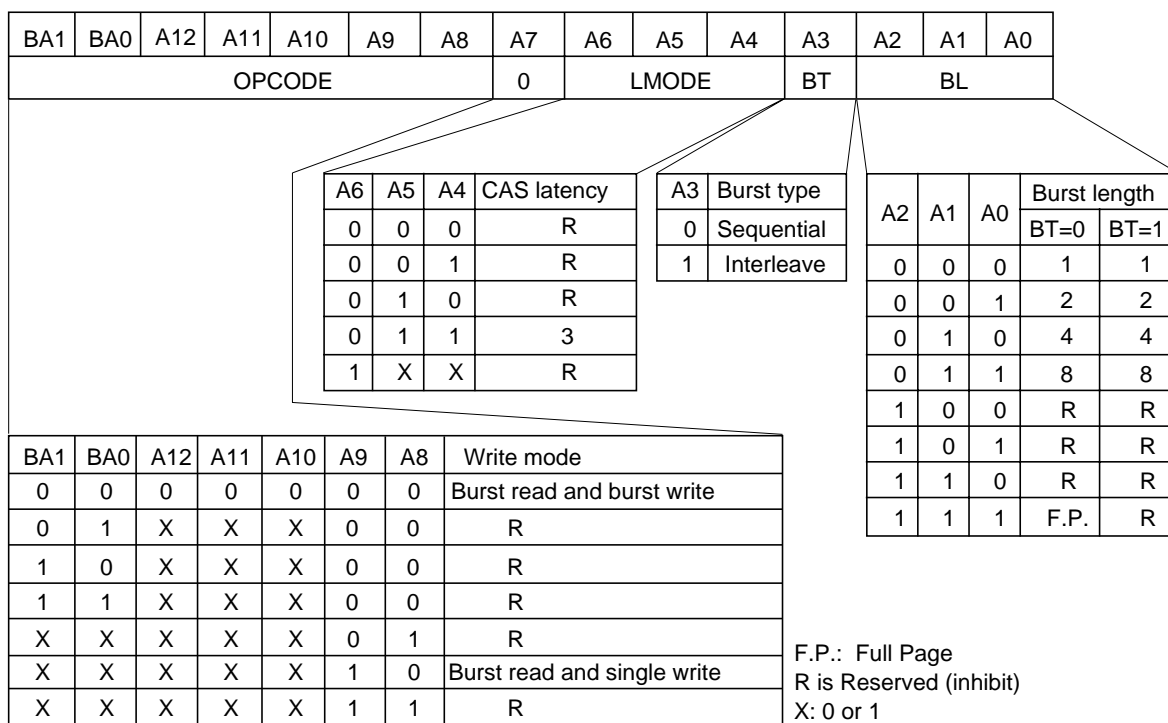 BA1 BA0 A12 A11 A10 A9 A8 A7 A6 A5 A4 A3 A2 A1 A0
OPCODE 0 LMODE BT BL
A6 A5 A4 CAS latency
0 0 0 R
0 0 1 R
0 1 0 R
0 1 1 3
1 X X R
A3 Burst type
0 Sequential
1 Interleave
A2 A1 A0 Burst length
BT=0 BT=1
0 0 0 1 1
0 0 1 2 2
0 1 0 4 4
0 1 1 8 8
1 0 0 R R
1 0 1 R R
1 1 0 R R
1 1 1 F.P. R
BA1 BA0 A12 A11 A10 A9 A8 Write mode
0 0 0 0 0 0 0 Burst read and burst write
0 1 X X X 0 0 R
1 0 X X X 0 0 R
1 1 X X X 0 0 R
X X X X X 0 1 R
X X X X X 1 0 Burst read and single write
X X X X X 1 1 R
F.P.: Full Page
R is Reserved (inhibit)
X: 0 or 1